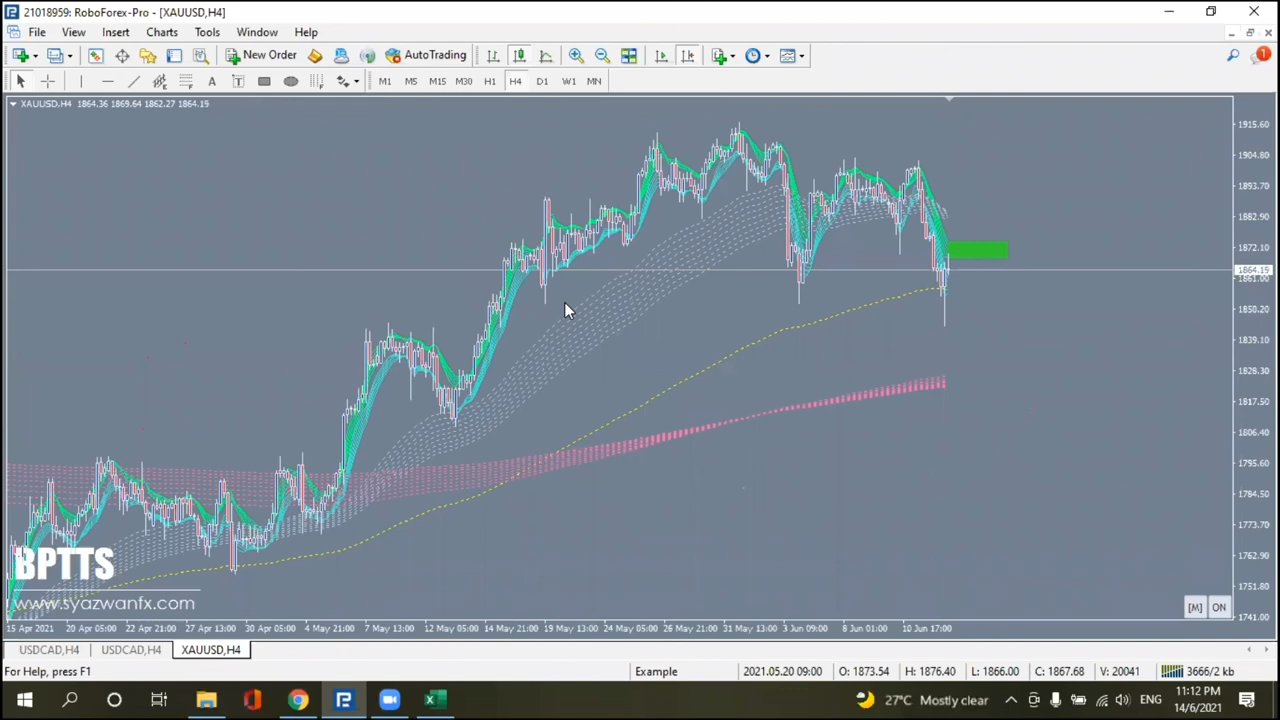 21018959: RoboForex-Pro - [XAUUSD,H4]
File View Insert Charts Tools Window Help
New Order AutoTrading 1
A T M1 M5 M15 M30 H1 H4 D1 W1 MN
XAUUSD,H4 1864.36 1869.64 1862.27 1864.19
1915.60
1904.80
1893.70
1882.90
1872.10
1864.19
1861.00
1850.20
1839.10
1828.30
1817.50
1806.40
1795.60
1784.50
1773.70
1762.90
1751.80
1741.00
BPTTS
www.syazwanfx.com
[M] ON
15 Apr 2021 20 Apr 05:00 22 Apr 21:00 27 Apr 13:00 30 Apr 05:00 4 May 21:00 7 May 13:00 12 May 05:00 14 May 21:00 19 May 13:00 24 May 05:00 26 May 21:00 31 May 13:00 3 Jun 09:00 8 Jun 01:00 10 Jun 17:00
USDCAD,H4 USDCAD,H4 XAUUSD,H4
For Help, press F1 Example 2021.05.20 09:00 O: 1873.54 H: 1876.40 L: 1866.00 C: 1867.68 V: 20041 3666/2 kb
27°C Mostly clear ENG 11:12 PM
14/6/2021